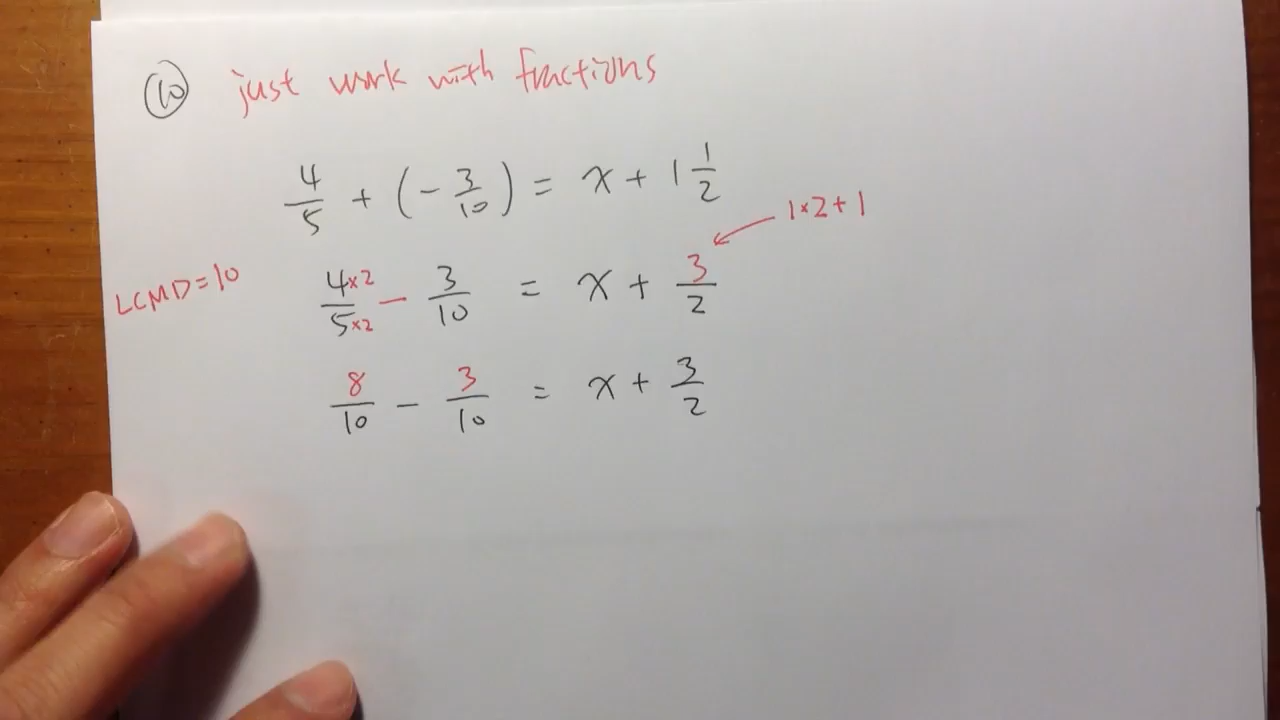 ⑩ just work with fractions
4/5 + (- 3/10) = x + 1 1/2
1×2+1
LCMD=10
4×2/5×2 - 3/10 = x + 3/2
8/10 - 3/10 = x + 3/2